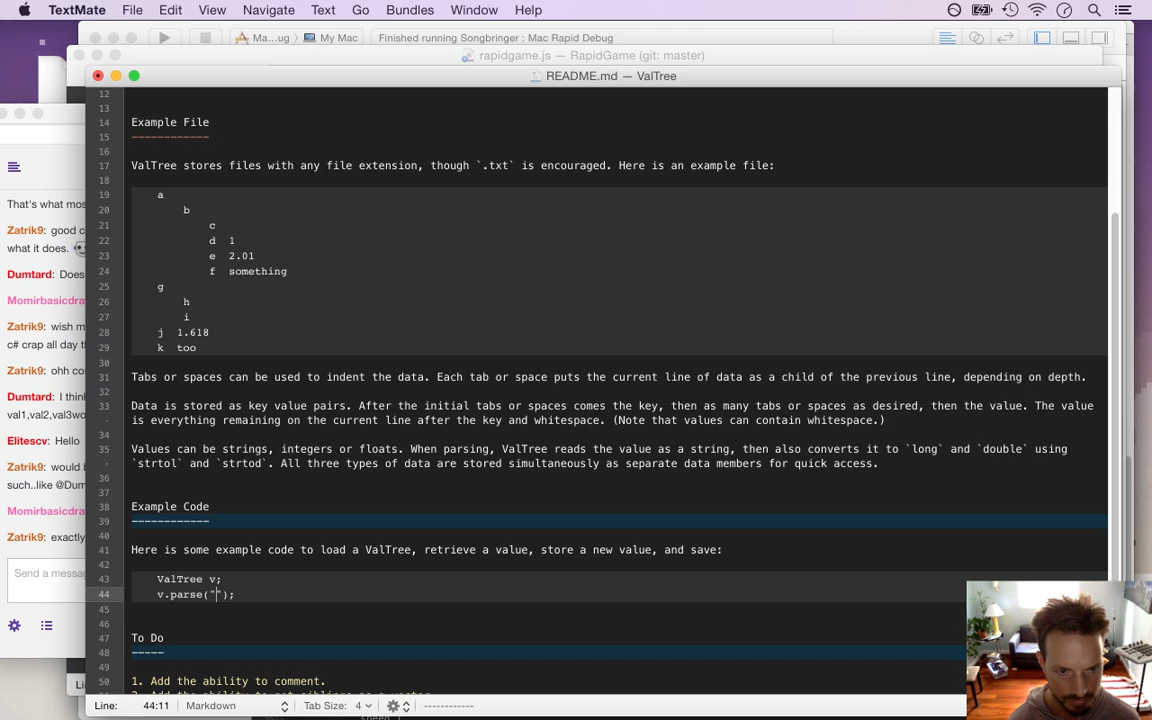 TextMate File Edit View Navigate Text Go Bundles Window Help
Ma...ug My Mac Finished running Songbringer : Mac Rapid Debug
rapidgame.js — RapidGame (git: master)
README.md — ValTree
12
13
14 Example File
15 ------------
16
17 ValTree stores files with any file extension, though `.txt` is encouraged. Here is an example file:
18
19 a
20 b
21 c
22 d 1
23 e 2.01
24 f something
25 g
26 h
27 i
28 j 1.618
29 k too
30
31 Tabs or spaces can be used to indent the data. Each tab or space puts the current line of data as a child of the previous line, depending on depth.
32
33 Data is stored as key value pairs. After the initial tabs or spaces comes the key, then as many tabs or spaces as desired, then the value. The value
· is everything remaining on the current line after the key and whitespace. (Note that values can contain whitespace.)
34
35 Values can be strings, integers or floats. When parsing, ValTree reads the value as a string, then also converts it to `long` and `double` using
· `strtol` and `strtod`. All three types of data are stored simultaneously as separate data members for quick access.
36
37
38 Example Code
39 ------------
40
41 Here is some example code to load a ValTree, retrieve a value, store a new value, and save:
42
43 ValTree v;
44 v.parse("");
45
46
47 To Do
48 -----
49
50 1. Add the ability to comment.
Line: 44:11 Markdown Tab Size: 4 ------------
That's what mos
Zatrik9: good c
what it does.
Dumtard: Does
Momirbasicdra
Zatrik9: wish m
c# crap all day t
Zatrik9: ohh co
Dumtard: I think
val1,val2,val3wo
Elitescv: Hello
Zatrik9: would b
such..like @Dum
Momirbasicdra
Zatrik9: exactly
Send a messag